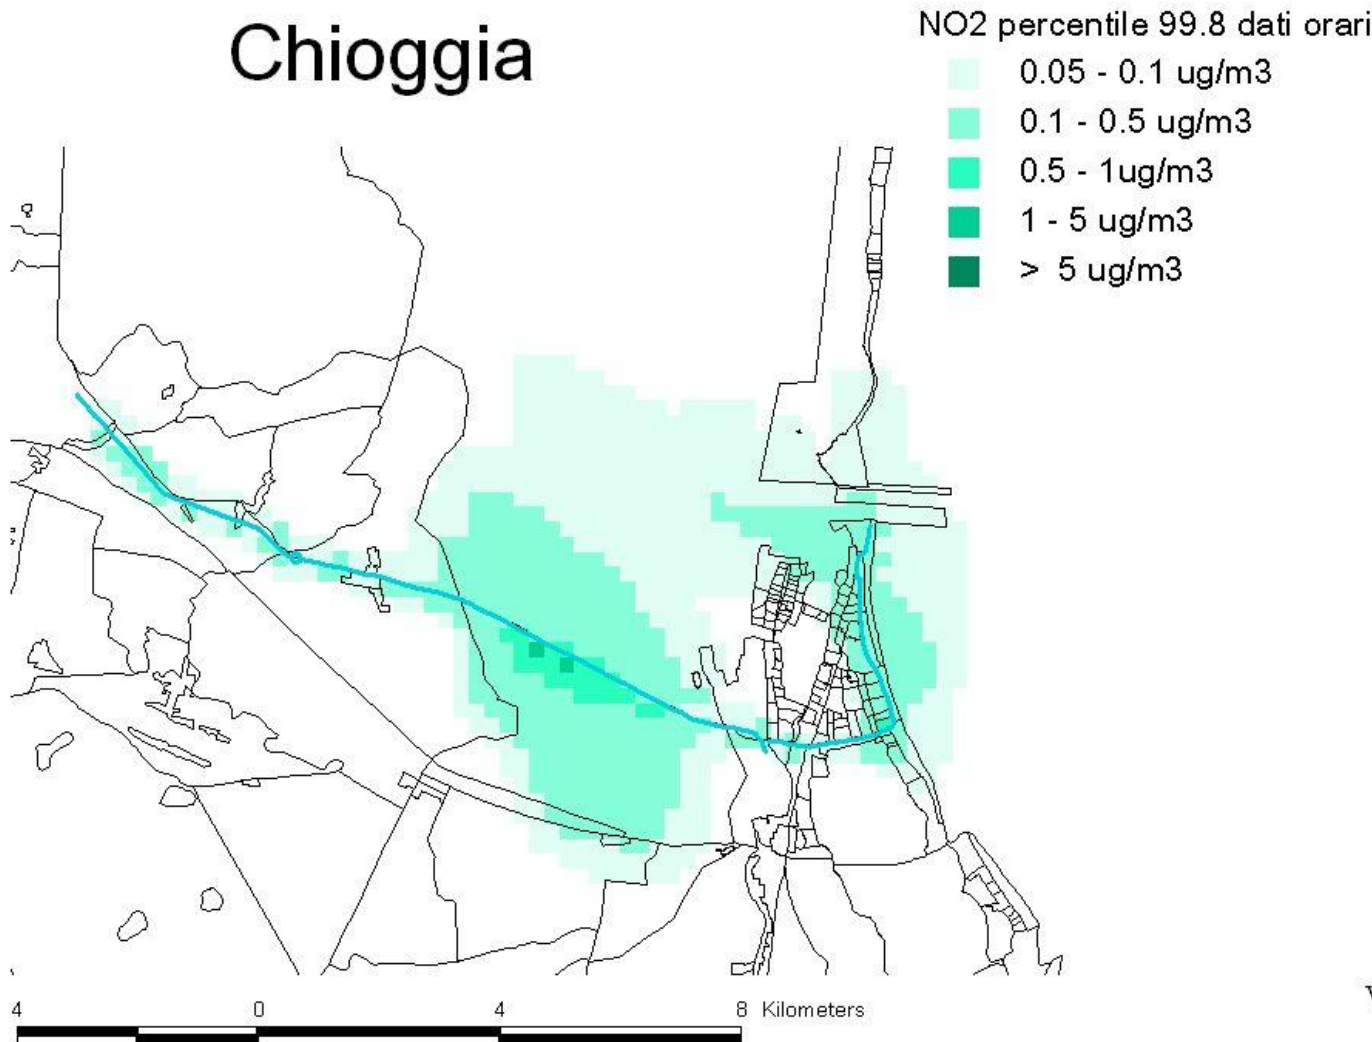 Chioggia
NO2 percentile 99.8 dati orari
0.05 - 0.1 ug/m3
0.1 - 0.5 ug/m3
0.5 - 1ug/m3
1 - 5 ug/m3
> 5 ug/m3
4 0 4 8 Kilometers